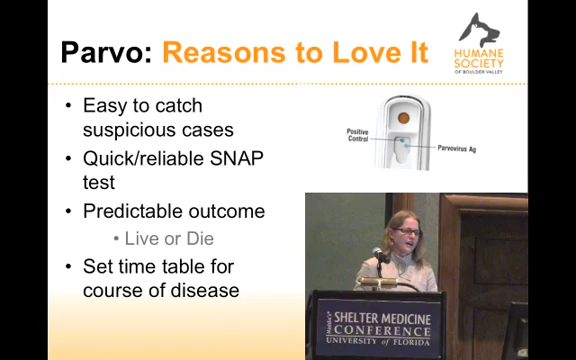 Parvo: Reasons to Love It
HUMANE
SOCIETY
OF BOULDER VALLEY
• Easy to catch
suspicious cases
• Quick/reliable SNAP
test
• Predictable outcome
• Live or Die
• Set time table for
course of disease
Positive
Control
Parvovirus Ag
Maddie's
SHELTER MEDICINE
CONFERENCE
UNIVERSITY of FLORIDA